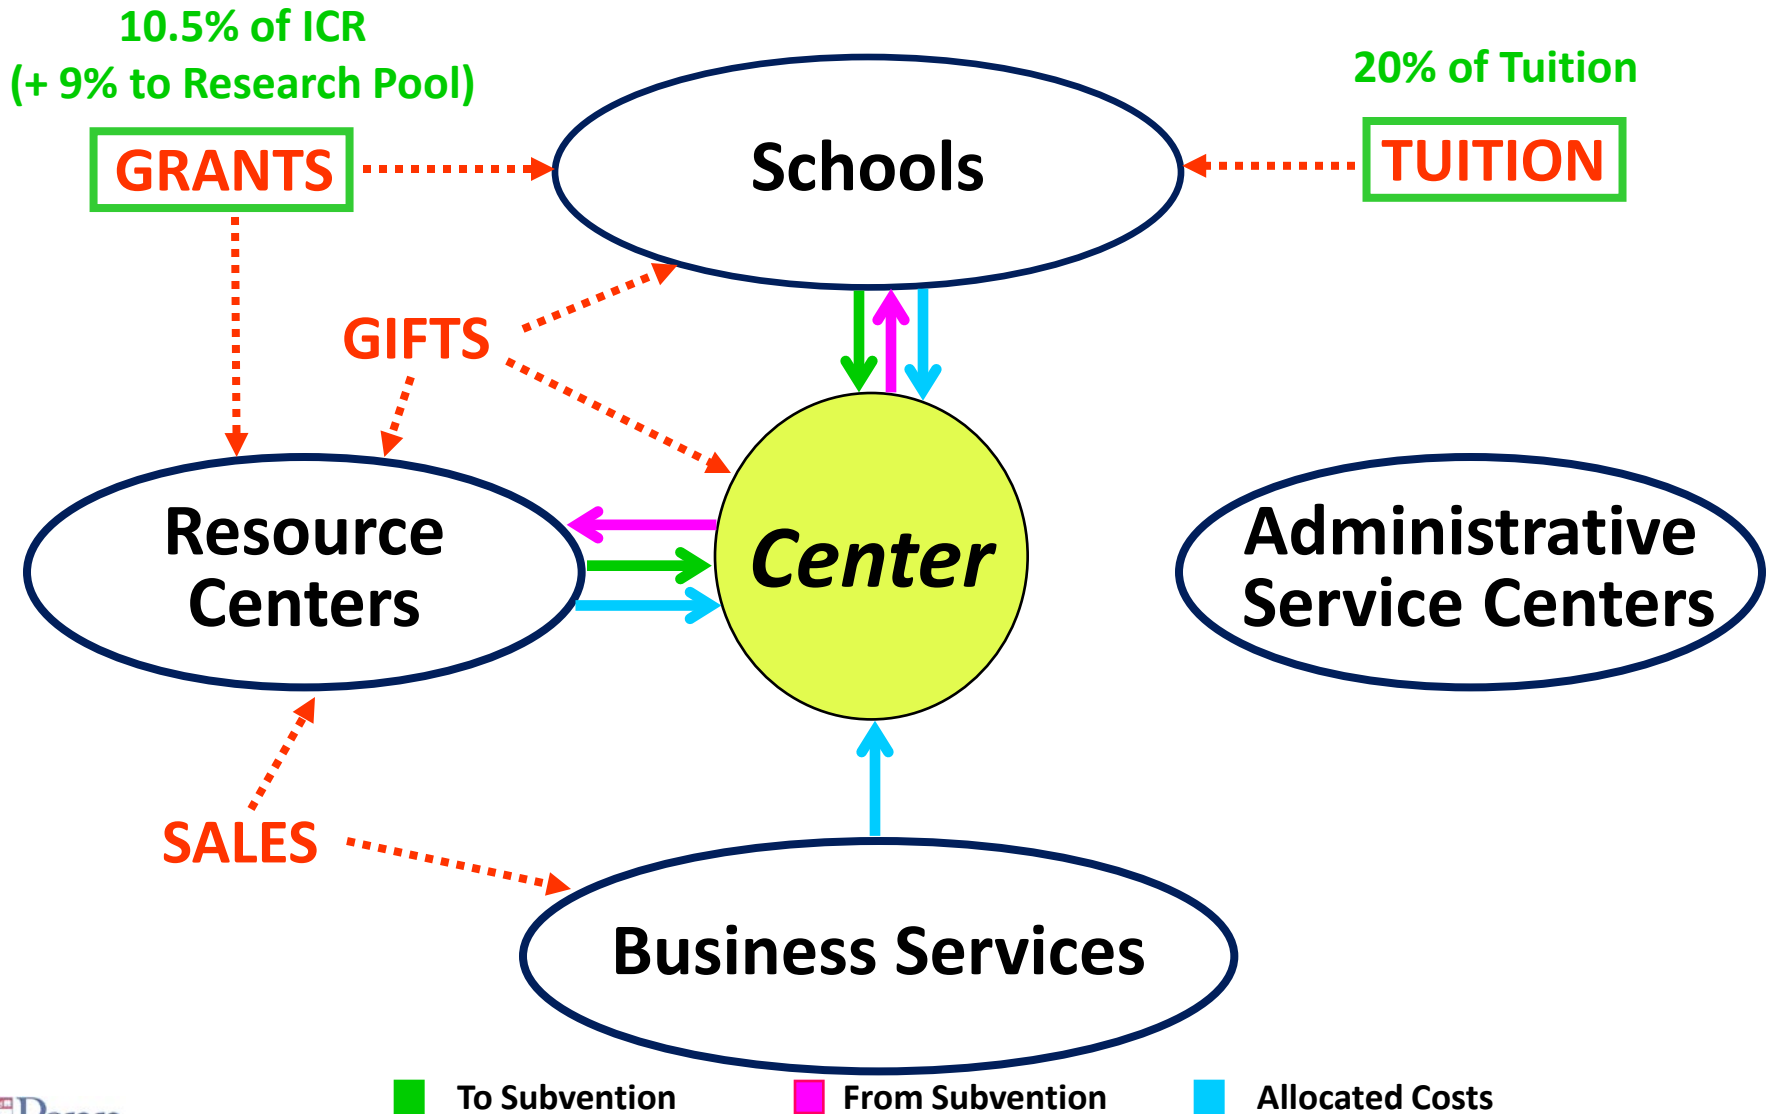 10.5% of ICR
(+ 9% to Research Pool)
20% of Tuition
GRANTS
Schools
TUITION
GIFTS
Resource
Centers
Center
Administrative
Service Centers
SALES
Business Services
To Subvention
From Subvention
Allocated Costs